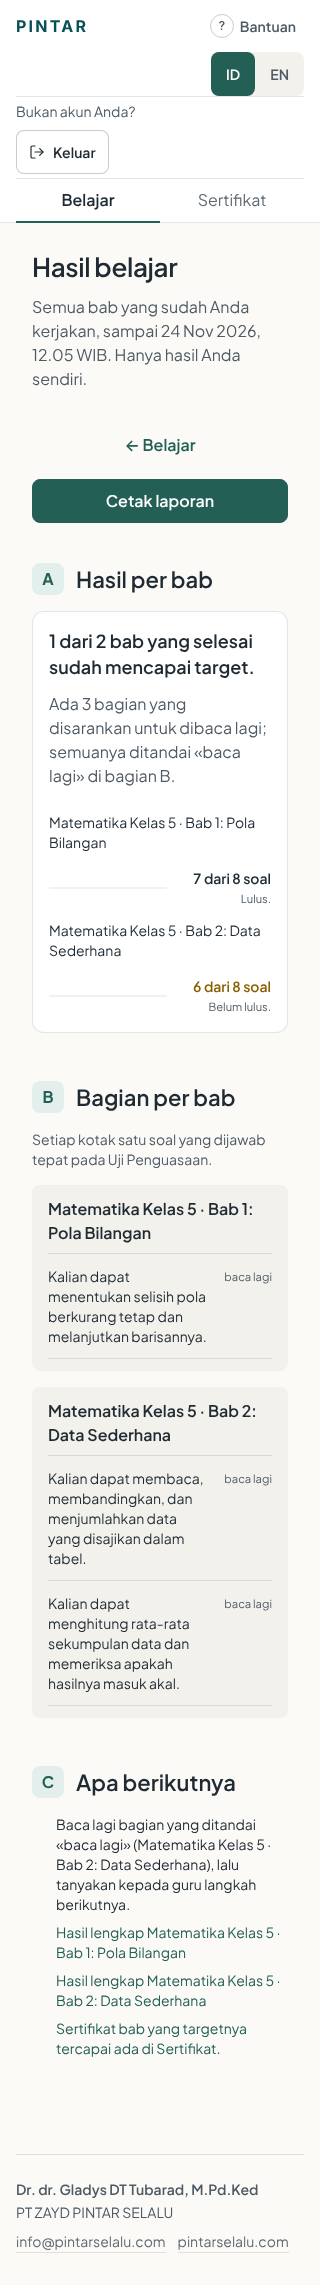 PINTAR
? Bantuan
ID EN
Bukan akun Anda?
Keluar
Belajar Sertifikat
Hasil belajar
Semua bab yang sudah Anda
kerjakan, sampai 24 Nov 2026,
12.05 WIB. Hanya hasil Anda
sendiri.
← Belajar
Cetak laporan
A Hasil per bab
1 dari 2 bab yang selesai
sudah mencapai target.
Ada 3 bagian yang
disarankan untuk dibaca lagi;
semuanya ditandai «baca
lagi» di bagian B.
Matematika Kelas 5 · Bab 1: Pola
Bilangan
7 dari 8 soal
Lulus.
Matematika Kelas 5 · Bab 2: Data
Sederhana
6 dari 8 soal
Belum lulus.
B Bagian per bab
Setiap kotak satu soal yang dijawab
tepat pada Uji Penguasaan.
Matematika Kelas 5 · Bab 1:
Pola Bilangan
Kalian dapat baca lagi
menentukan selisih pola
berkurang tetap dan
melanjutkan barisannya.
Matematika Kelas 5 · Bab 2:
Data Sederhana
Kalian dapat membaca, baca lagi
membandingkan, dan
menjumlahkan data
yang disajikan dalam
tabel.
Kalian dapat baca lagi
menghitung rata-rata
sekumpulan data dan
memeriksa apakah
hasilnya masuk akal.
C Apa berikutnya
Baca lagi bagian yang ditandai
«baca lagi» (Matematika Kelas 5 ·
Bab 2: Data Sederhana), lalu
tanyakan kepada guru langkah
berikutnya.
Hasil lengkap Matematika Kelas 5 ·
Bab 1: Pola Bilangan
Hasil lengkap Matematika Kelas 5 ·
Bab 2: Data Sederhana
Sertifikat bab yang targetnya
tercapai ada di Sertifikat.
Dr. dr. Gladys DT Tubarad, M.Pd.Ked
PT ZAYD PINTAR SELALU
info@pintarselalu.com pintarselalu.com